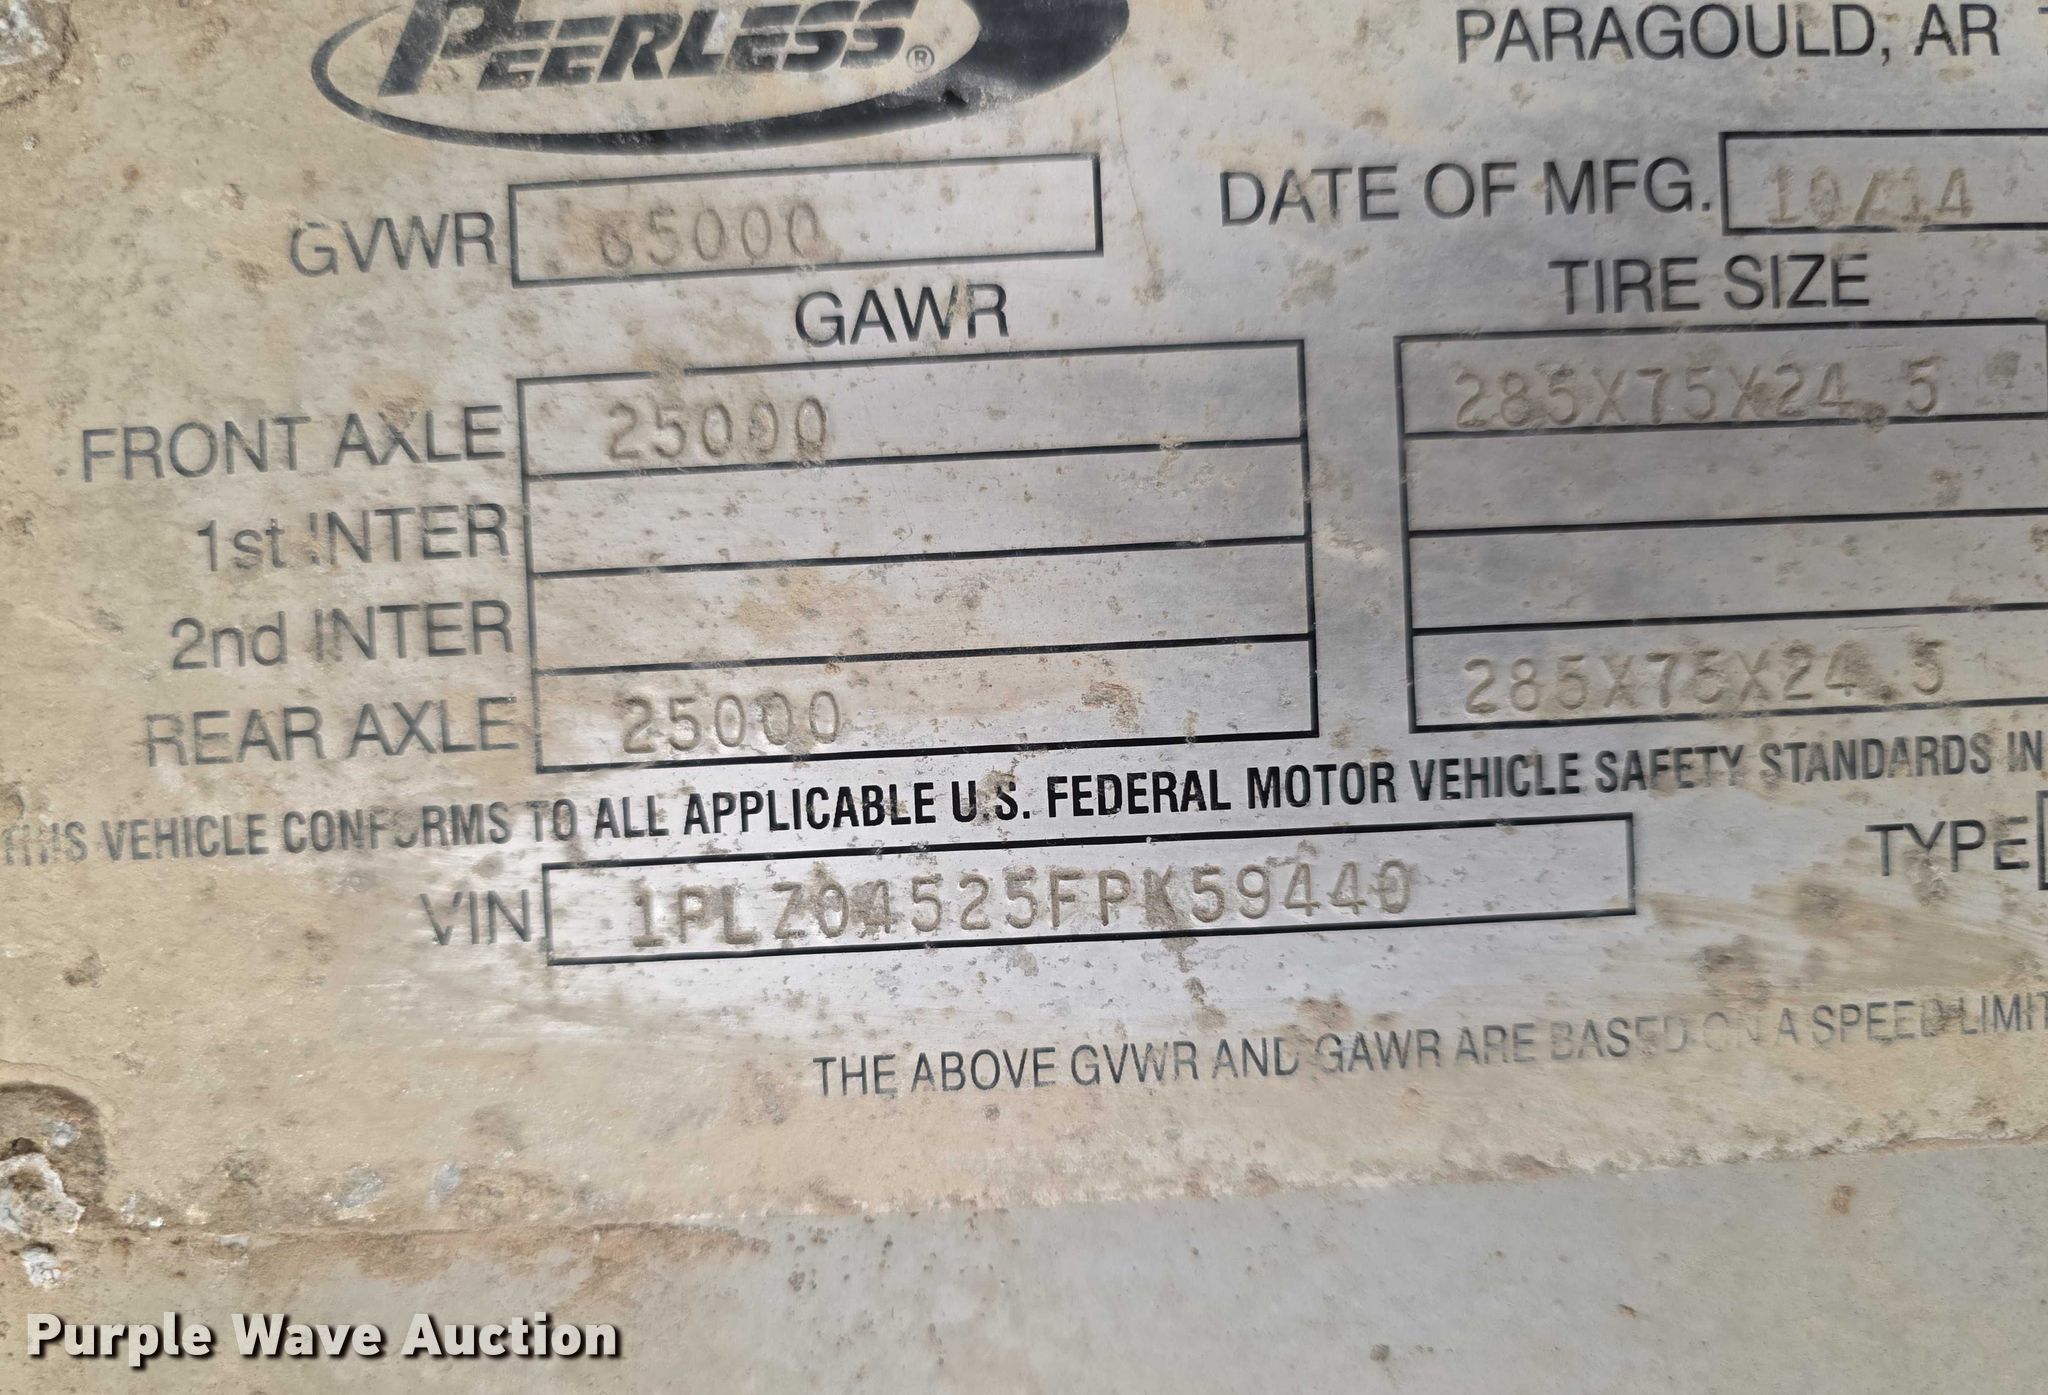 PEERLESS®
PARAGOULD, AR
GVWR 65000
DATE OF MFG. 10/14
GAWR
TIRE SIZE
FRONT AXLE 25000 285X75X24.5
1st INTER
2nd INTER
REAR AXLE 25000 285X75X24.5
THIS VEHICLE CONFORMS TO ALL APPLICABLE U.S. FEDERAL MOTOR VEHICLE SAFETY STANDARDS IN
VIN 1PLZ04525FPK59440
TYPE
THE ABOVE GVWR AND GAWR ARE BASED ON A SPEED LIMIT
Purple Wave Auction